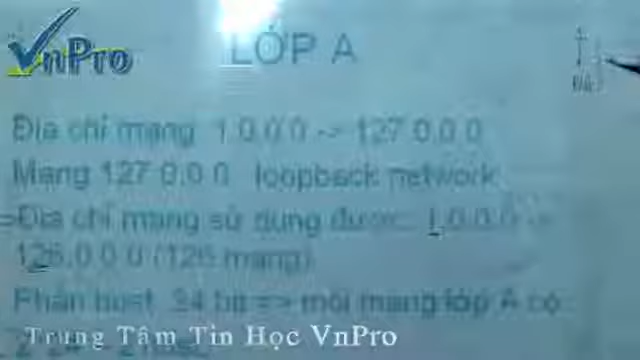 VnPro
LỚP A
Địa chỉ mạng 1.0.0.0 -> 127.0.0.0
Mạng 127.0.0.0 loopback network
=>Địa chỉ mạng sử dụng được: 1.0.0.0 ->
126.0.0.0 (126 mạng)
Phần host 24 bit => mỗi mạng lớp A có
Trung Tâm Tin Học VnPro